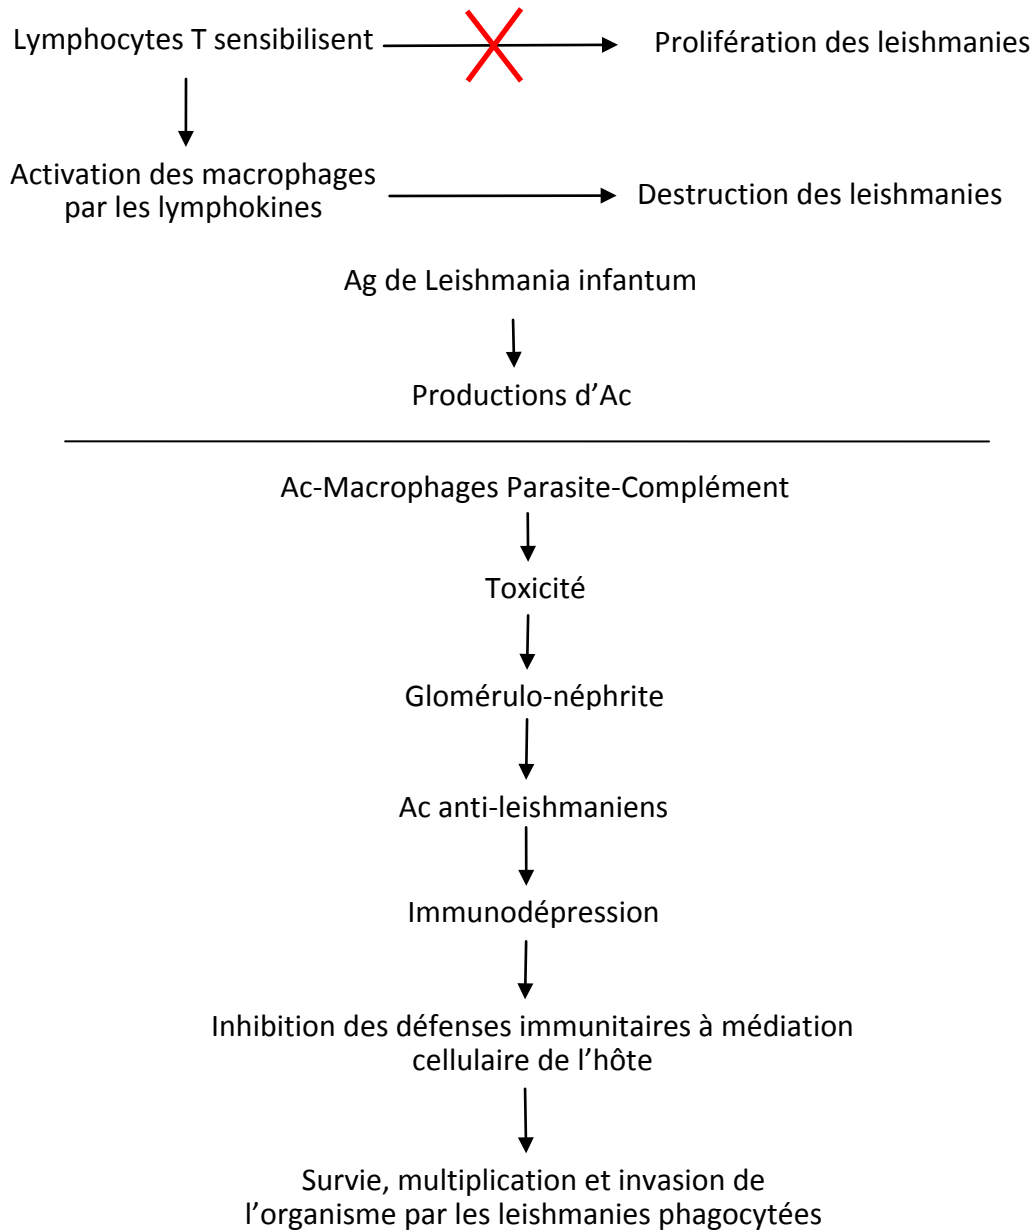 Lymphocytes T sensibilisent
Prolifération des leishmanies
Activation des macrophages
par les lymphokines
Destruction des leishmanies
Ag de Leishmania infantum
Productions d’Ac
Ac-Macrophages Parasite-Complément
Toxicité
Glomérulo-néphrite
Ac anti-leishmaniens
Immunodépression
Inhibition des défenses immunitaires à médiation
cellulaire de l’hôte
Survie, multiplication et invasion de
l’organisme par les leishmanies phagocytées